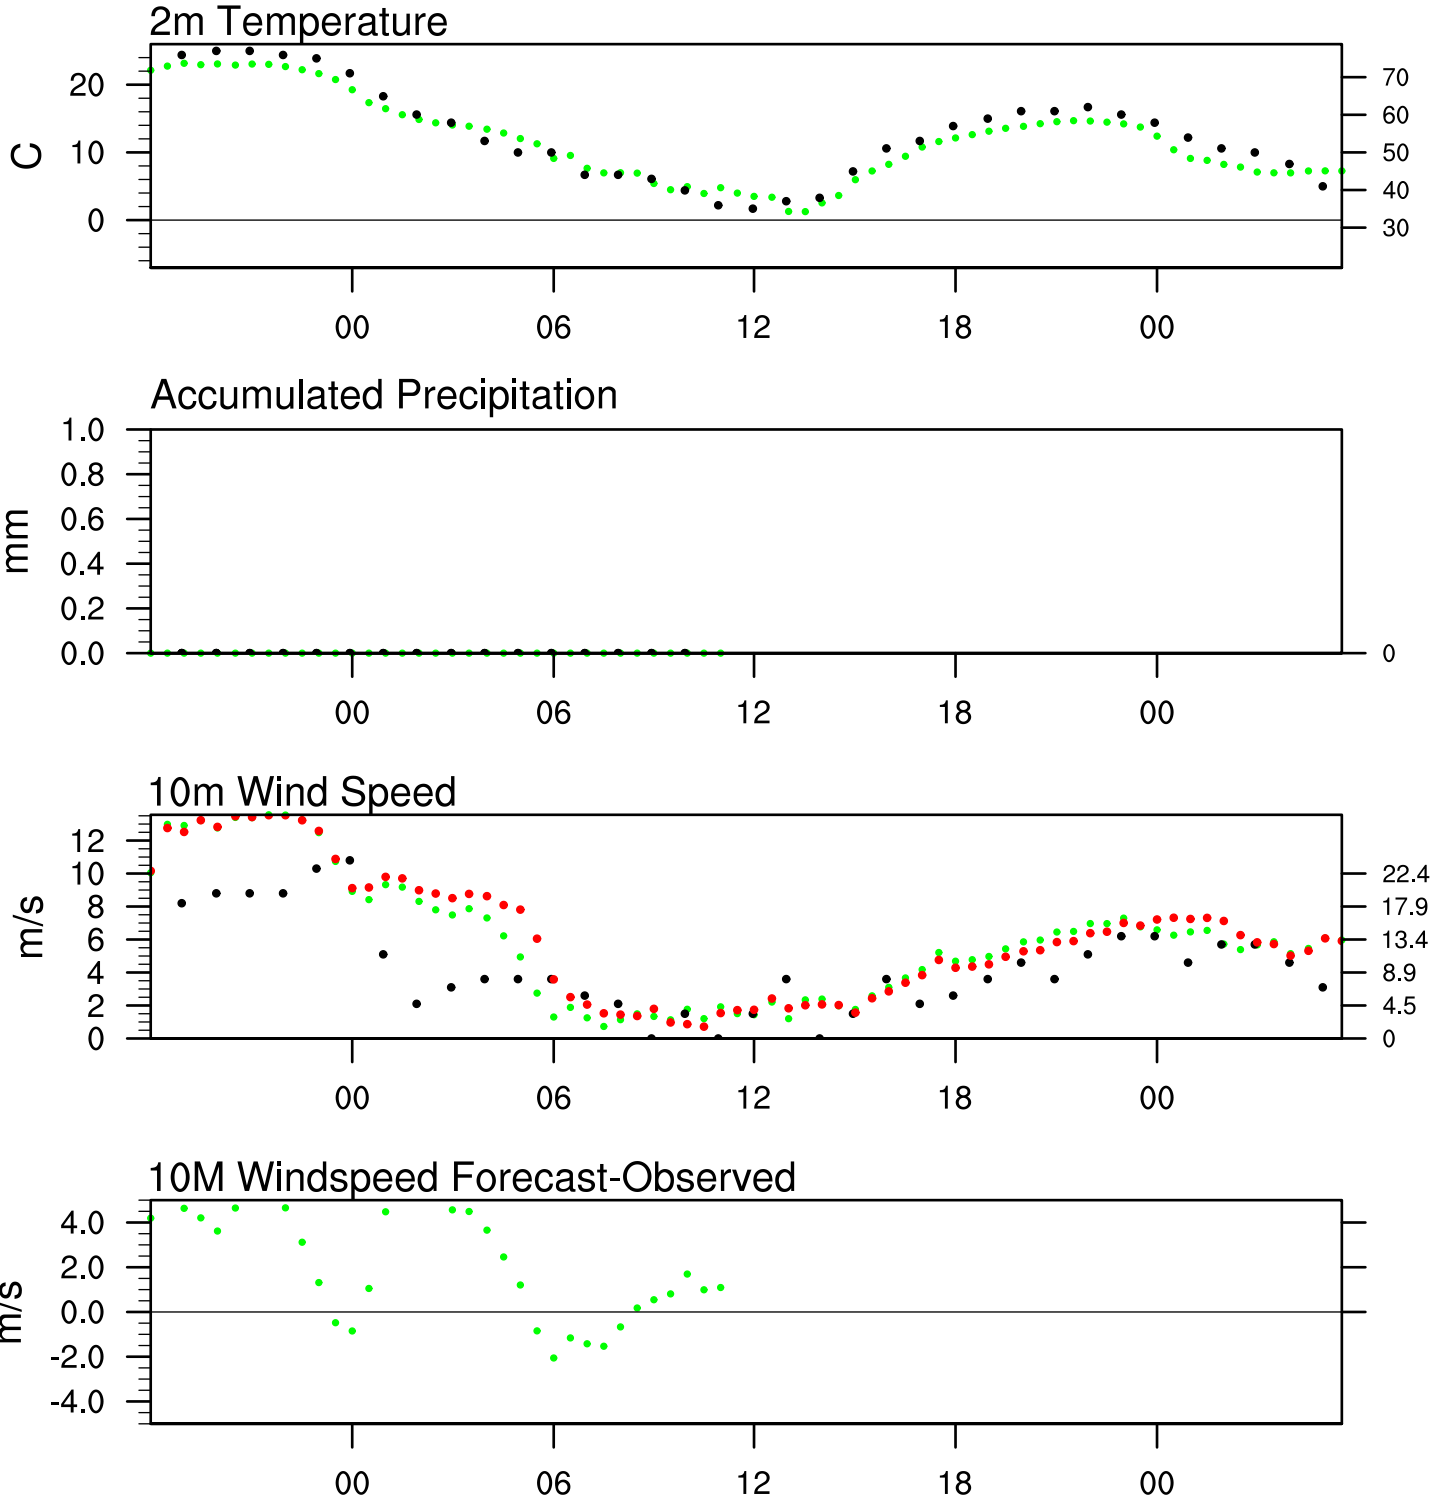 2m Temperature
20
10
0
C
70
60
50
40
30
00 06 12 18 00
Accumulated Precipitation
1.0
0.8
0.6
0.4
0.2
0.0
mm
0
00 06 12 18 00
10m Wind Speed
12
10
8
6
4
2
0
m/s
22.4
17.9
13.4
8.9
4.5
0
00 06 12 18 00
10M Windspeed Forecast-Observed
4.0
2.0
0.0
-2.0
-4.0
m/s
00 06 12 18 00